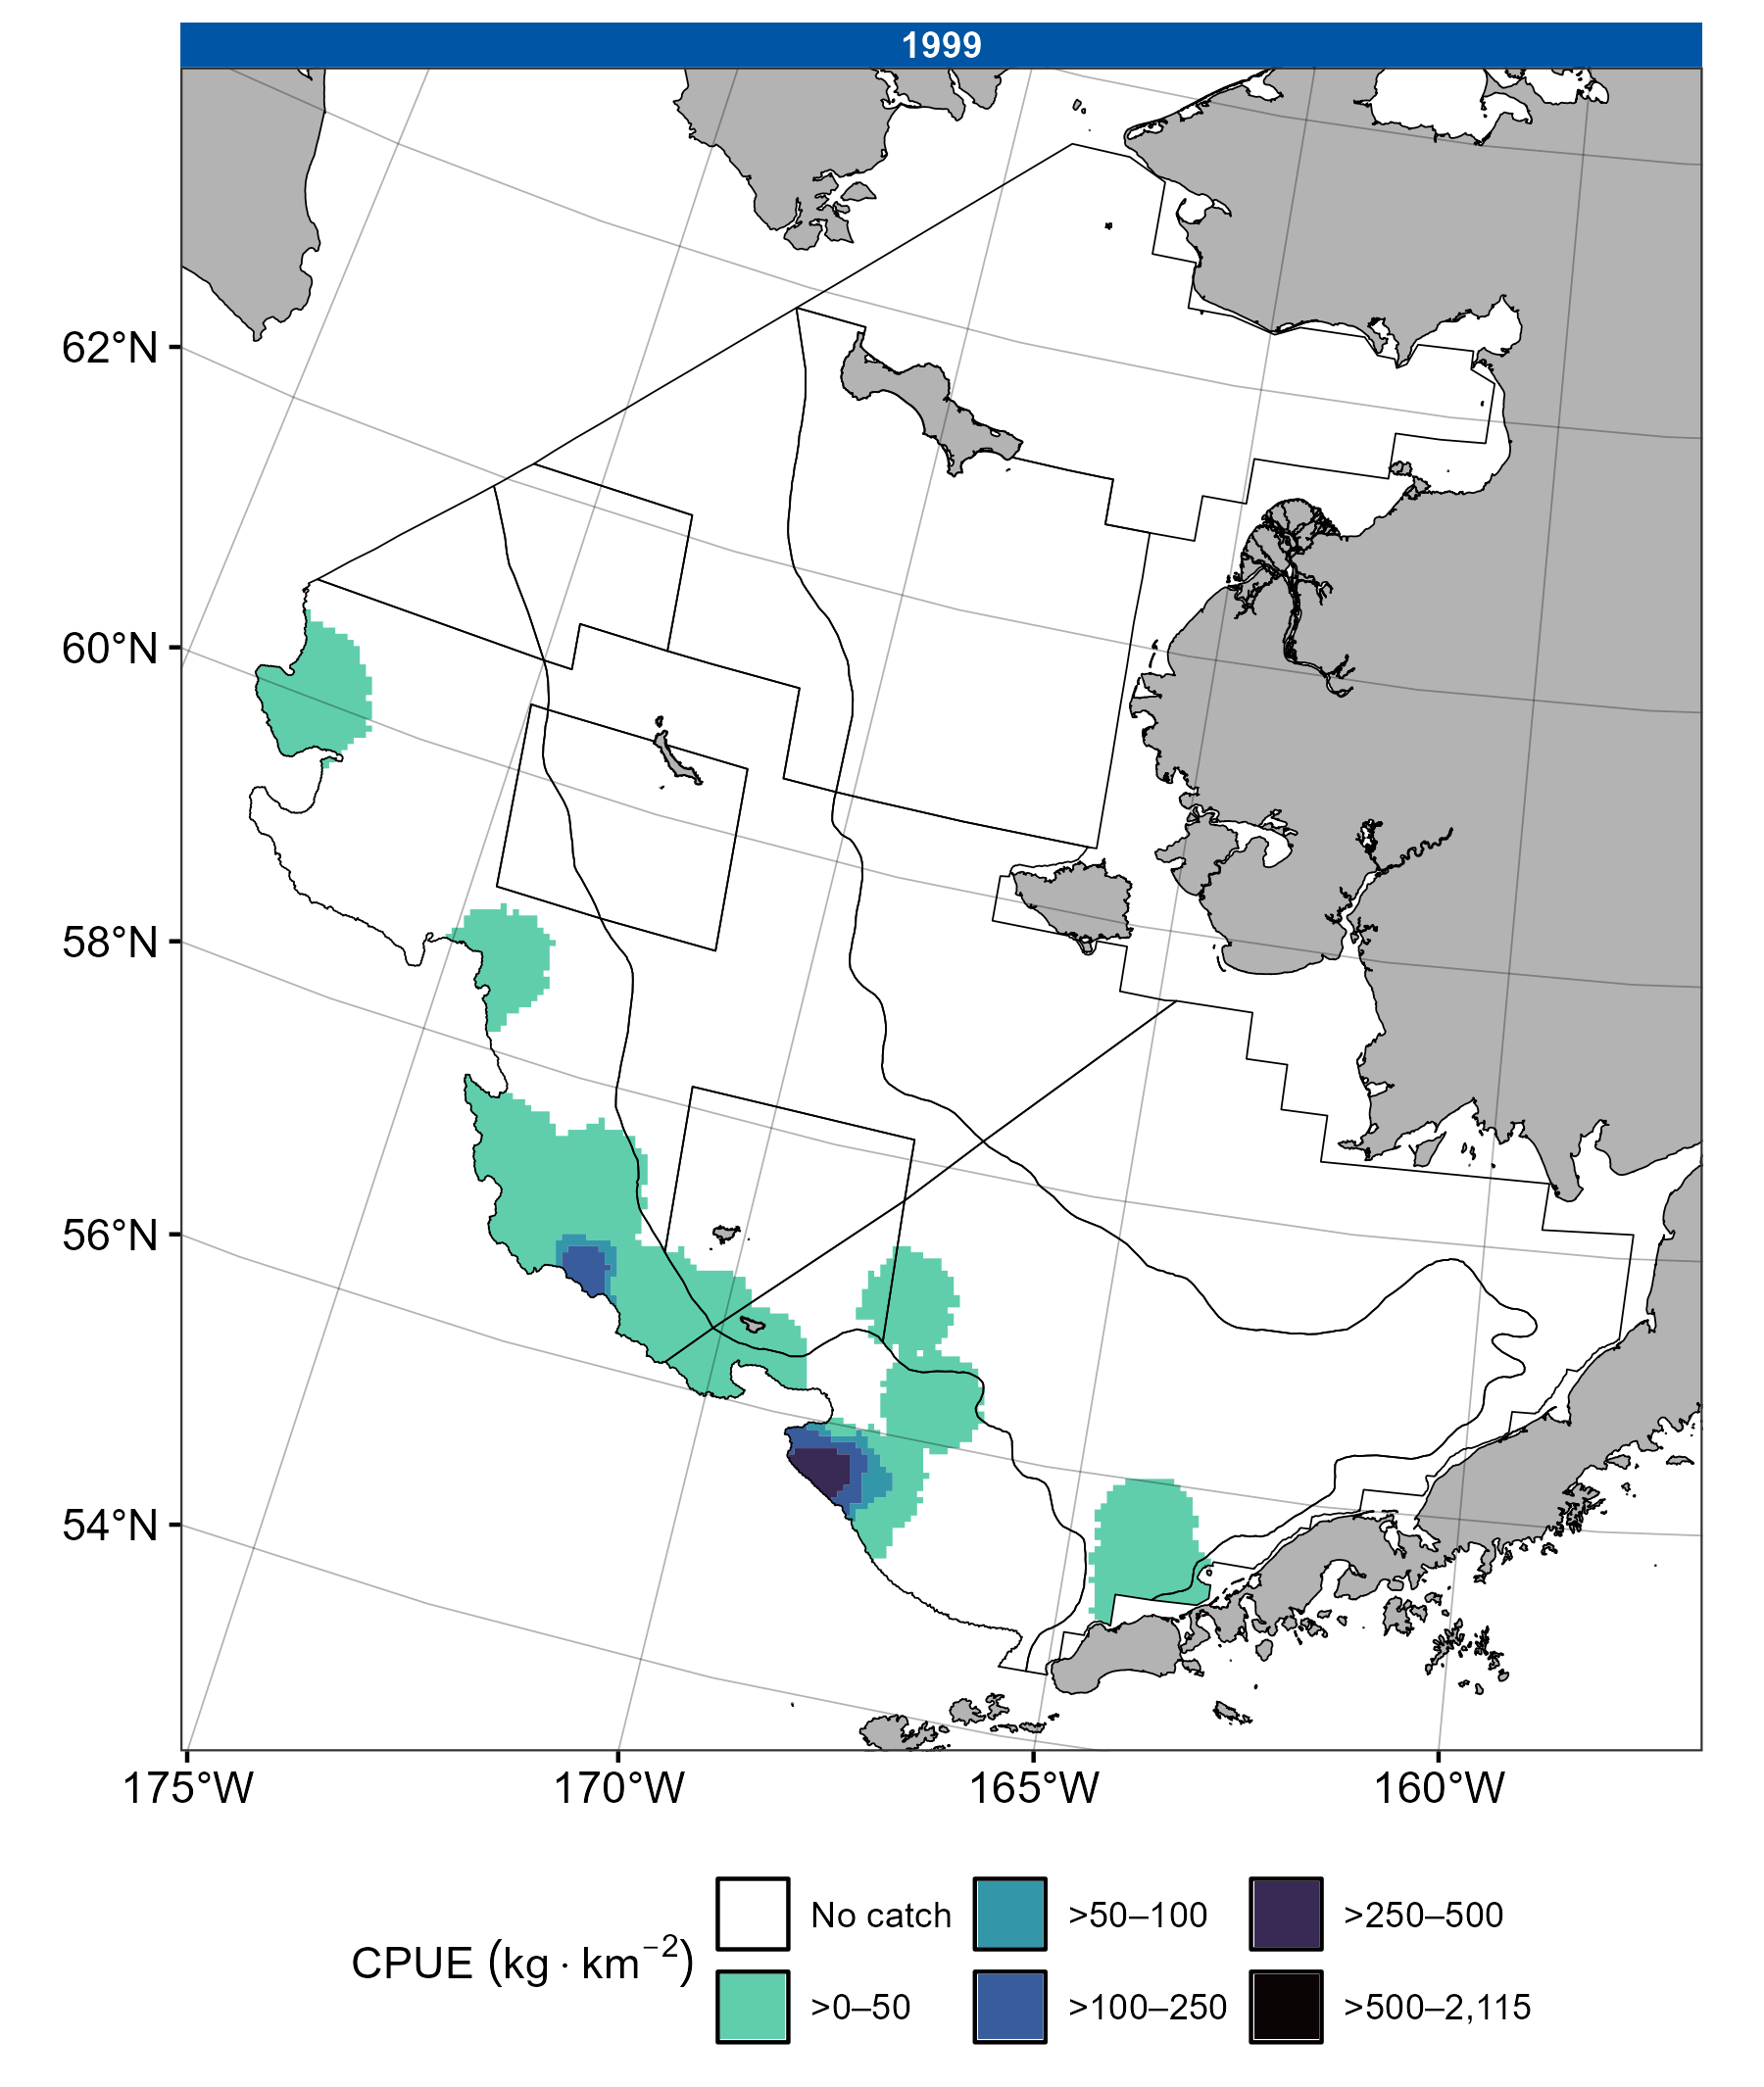 1999
62°N
60°N
58°N
56°N
54°N
175°W 170°W 165°W 160°W
CPUE (kg · km⁻²)
No catch >50–100 >250–500
>0–50 >100–250 >500–2,115